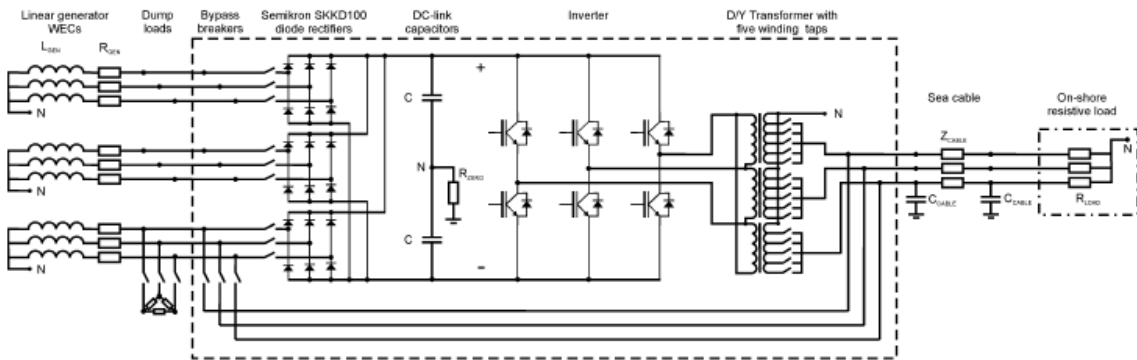 Linear generator
WECs
Dump
loads
Bypass
breakers
Semikron SKKD100
diode rectifiers
DC-link
capacitors
Inverter
D/Y Transformer with
five winding taps
L_GEN
R_GEN
N
N
N
C
N
R_ZERO
C
+
−
N
Sea cable
Z_CABLE
C_CABLE
C_CABLE
On-shore
resistive load
N
R_LOAD